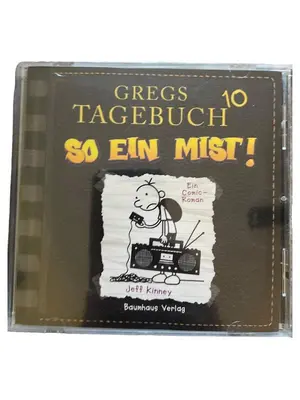 GREGS
10
TAGEBUCH
SO EIN MIST!
Ein
Comic-
Roman
Jeff Kinney
Baumhaus Verlag